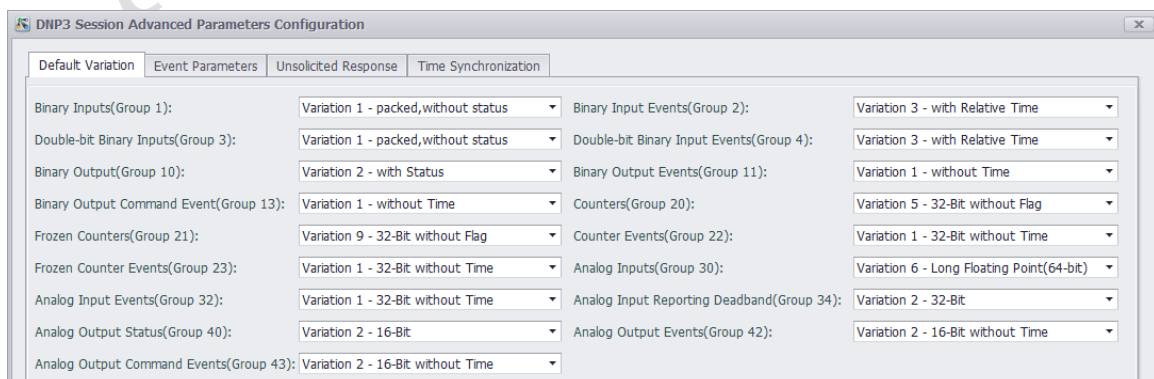 DNP3 Session Advanced Parameters Configuration
Default Variation Event Parameters Unsolicited Response Time Synchronization
Binary Inputs(Group 1): Variation 1 - packed,without status Binary Input Events(Group 2): Variation 3 - with Relative Time
Double-bit Binary Inputs(Group 3): Variation 1 - packed,without status Double-bit Binary Input Events(Group 4): Variation 3 - with Relative Time
Binary Output(Group 10): Variation 2 - with Status Binary Output Events(Group 11): Variation 1 - without Time
Binary Output Command Event(Group 13): Variation 1 - without Time Counters(Group 20): Variation 5 - 32-Bit without Flag
Frozen Counters(Group 21): Variation 9 - 32-Bit without Flag Counter Events(Group 22): Variation 1 - 32-Bit without Time
Frozen Counter Events(Group 23): Variation 1 - 32-Bit without Time Analog Inputs(Group 30): Variation 6 - Long Floating Point(64-bit)
Analog Input Events(Group 32): Variation 1 - 32-Bit without Time Analog Input Reporting Deadband(Group 34): Variation 2 - 32-Bit
Analog Output Status(Group 40): Variation 2 - 16-Bit Analog Output Events(Group 42): Variation 2 - 16-Bit without Time
Analog Output Command Events(Group 43): Variation 2 - 16-Bit without Time